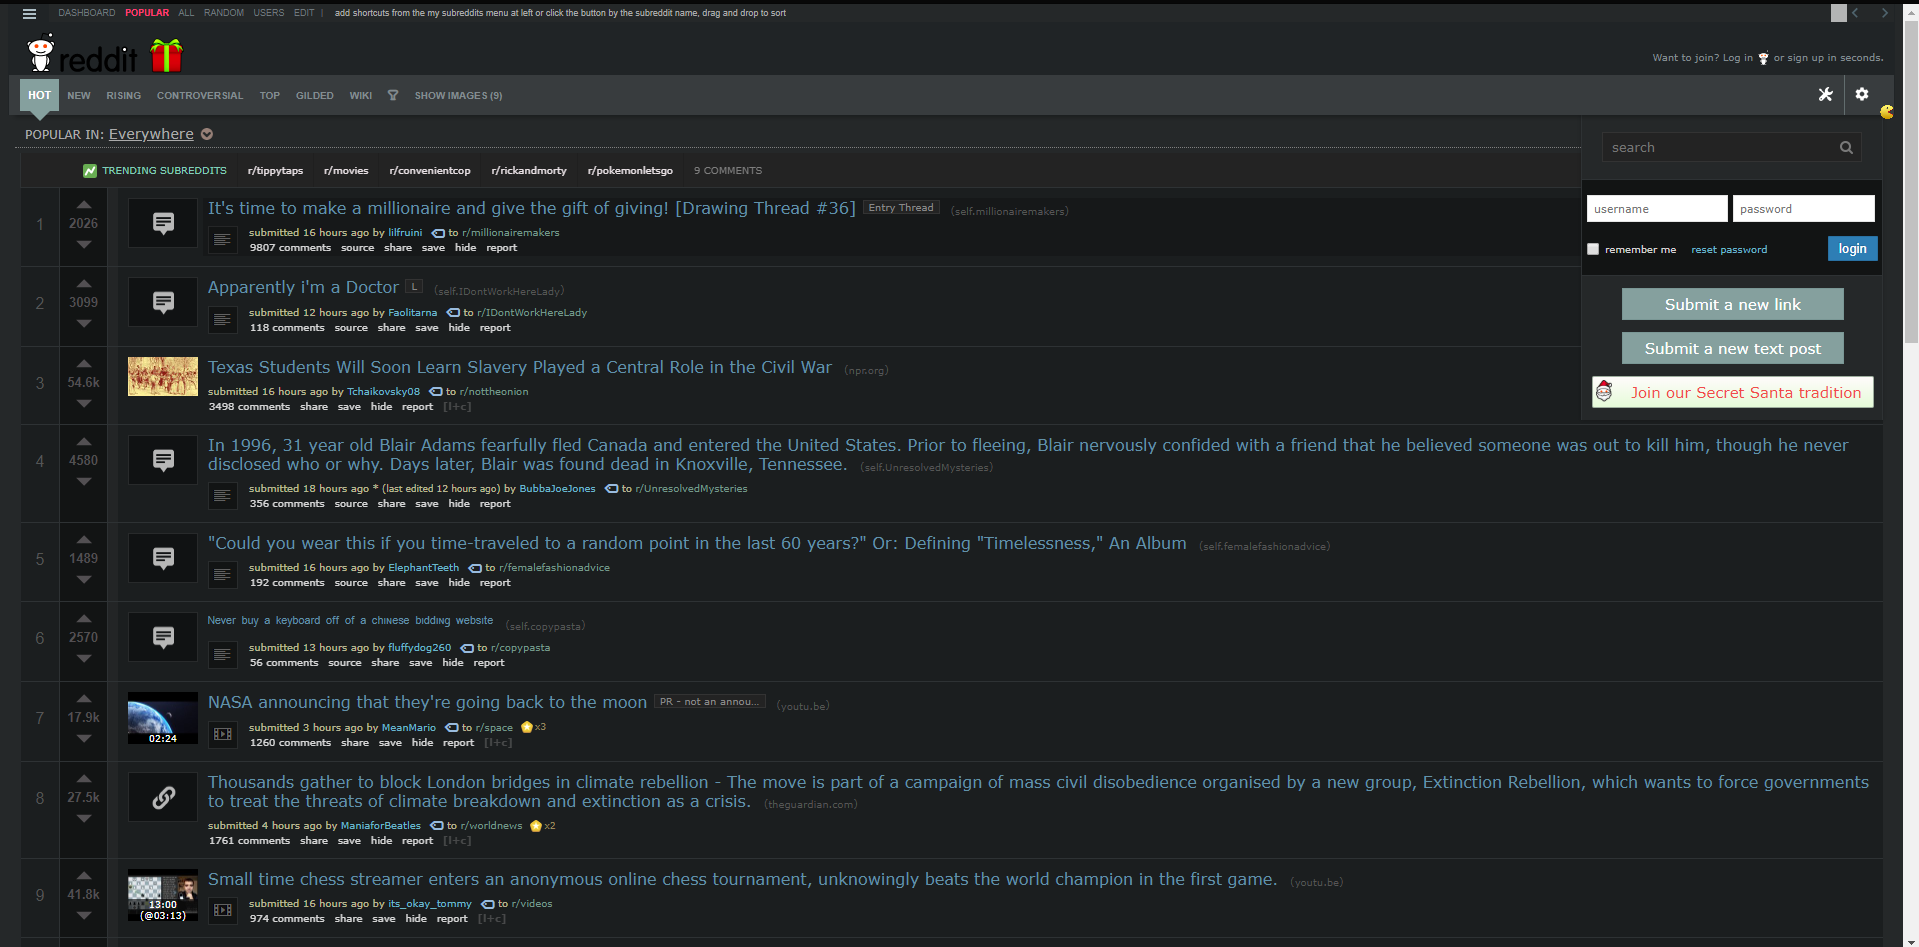 DASHBOARD POPULAR ALL RANDOM USERS EDIT | add shortcuts from the my subreddits menu at left or click the button by the subreddit name, drag and drop to sort
reddit
Want to join? Log in or sign up in seconds.
HOT NEW RISING CONTROVERSIAL TOP GILDED WIKI SHOW IMAGES (9)
POPULAR IN: Everywhere
search
TRENDING SUBREDDITS r/tippytaps r/movies r/convenientcop r/rickandmorty r/pokemonletsgo 9 COMMENTS
username password
remember me reset password login
Submit a new link
Submit a new text post
Join our Secret Santa tradition
1 2026 It's time to make a millionaire and give the gift of giving! [Drawing Thread #36] Entry Thread (self.millionairemakers)
submitted 16 hours ago by lilfruini to r/millionairemakers
9807 comments source share save hide report
2 3099 Apparently i'm a Doctor L (self.IDontWorkHereLady)
submitted 12 hours ago by Faolitarna to r/IDontWorkHereLady
118 comments source share save hide report
3 54.6k Texas Students Will Soon Learn Slavery Played a Central Role in the Civil War (npr.org)
submitted 16 hours ago by Tchaikovsky08 to r/nottheonion
3498 comments share save hide report [l+c]
4 4580 In 1996, 31 year old Blair Adams fearfully fled Canada and entered the United States. Prior to fleeing, Blair nervously confided with a friend that he believed someone was out to kill him, though he never
disclosed who or why. Days later, Blair was found dead in Knoxville, Tennessee. (self.UnresolvedMysteries)
submitted 18 hours ago * (last edited 12 hours ago) by BubbaJoeJones to r/UnresolvedMysteries
356 comments source share save hide report
5 1489 "Could you wear this if you time-traveled to a random point in the last 60 years?" Or: Defining "Timelessness," An Album (self.femalefashionadvice)
submitted 16 hours ago by ElephantTeeth to r/femalefashionadvice
192 comments source share save hide report
6 2570 Never buy a keyboard off of a chιnese bιddιng websιte (self.copypasta)
submitted 13 hours ago by fluffydog260 to r/copypasta
56 comments source share save hide report
7 17.9k NASA announcing that they're going back to the moon PR - not an annou... (youtu.be)
02:24
submitted 3 hours ago by MeanMario to r/space x3
1260 comments share save hide report [l+c]
8 27.5k Thousands gather to block London bridges in climate rebellion - The move is part of a campaign of mass civil disobedience organised by a new group, Extinction Rebellion, which wants to force governments
to treat the threats of climate breakdown and extinction as a crisis. (theguardian.com)
submitted 4 hours ago by ManiaforBeatles to r/worldnews x2
1761 comments share save hide report [l+c]
9 41.8k Small time chess streamer enters an anonymous online chess tournament, unknowingly beats the world champion in the first game. (youtu.be)
13:00
(@03:13)
submitted 16 hours ago by its_okay_tommy to r/videos
974 comments share save hide report [l+c]